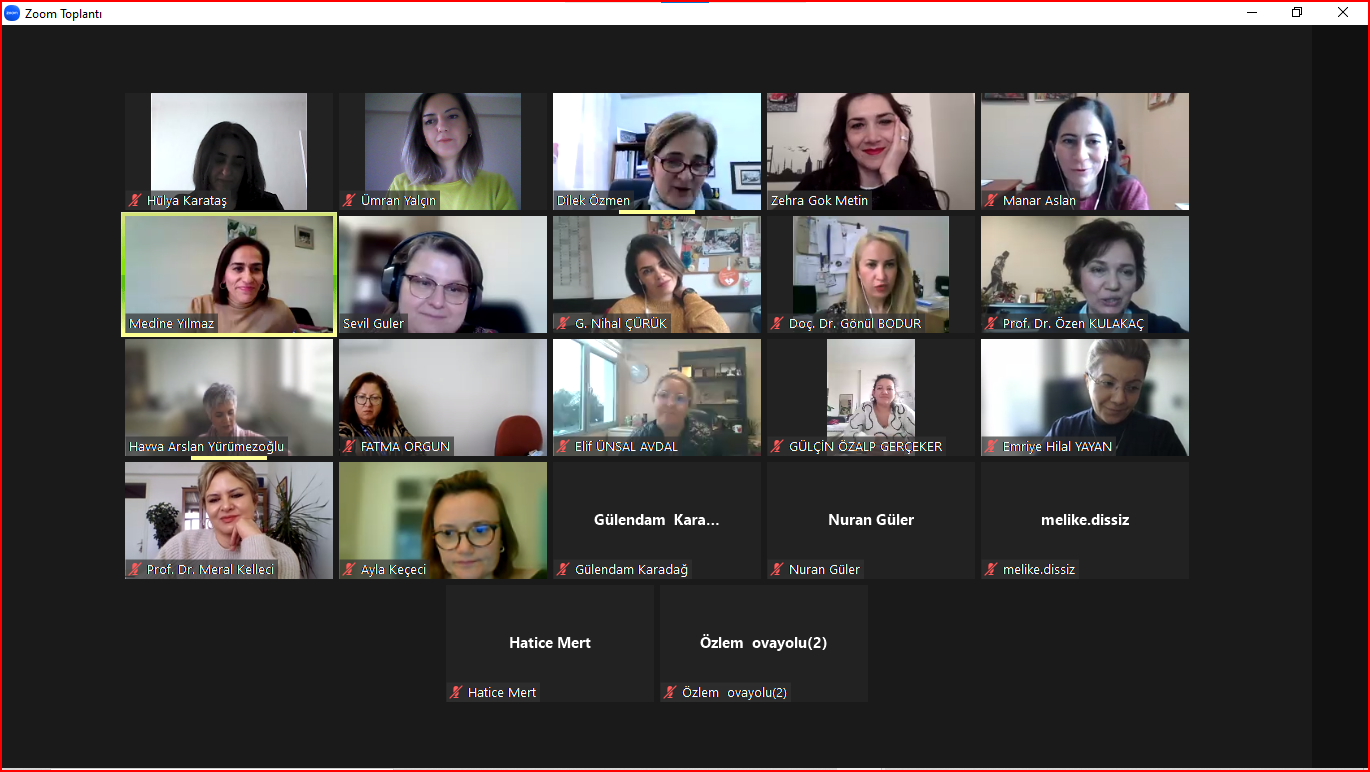 zoom Zoom Toplantı
Hülya Karataş
Ümran Yalçın
Dilek Özmen
Zehra Gok Metin
Manar Aslan
Medine Yılmaz
Sevil Guler
G. Nihal ÇÜRÜK
Doç. Dr. Gönül BODUR
Prof. Dr. Özen KULAKAÇ
Havva Arslan Yürümezoğlu
FATMA ORGUN
Elif ÜNSAL AVDAL
GÜLÇİN ÖZALP GERÇEKER
Emriye Hilal YAYAN
Prof. Dr. Meral Kelleci
Ayla Keçeci
Gülendam Kara...
Gülendam Karadağ
Nuran Güler
Nuran Güler
melike.dissiz
melike.dissiz
Hatice Mert
Hatice Mert
Özlem ovayolu(2)
Özlem ovayolu(2)